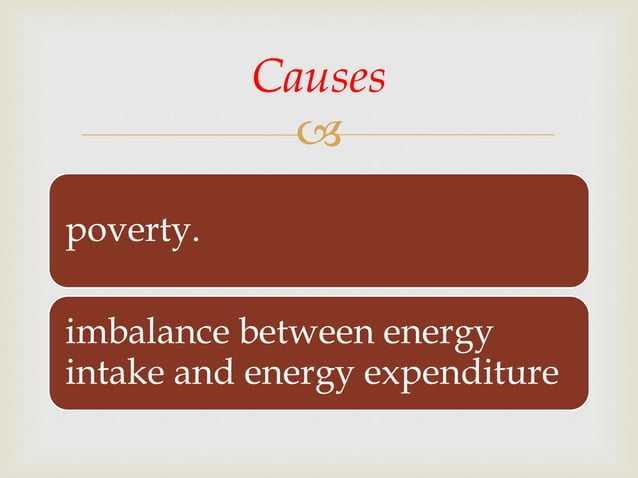 Causes
poverty.
imbalance between energy
intake and energy expenditure